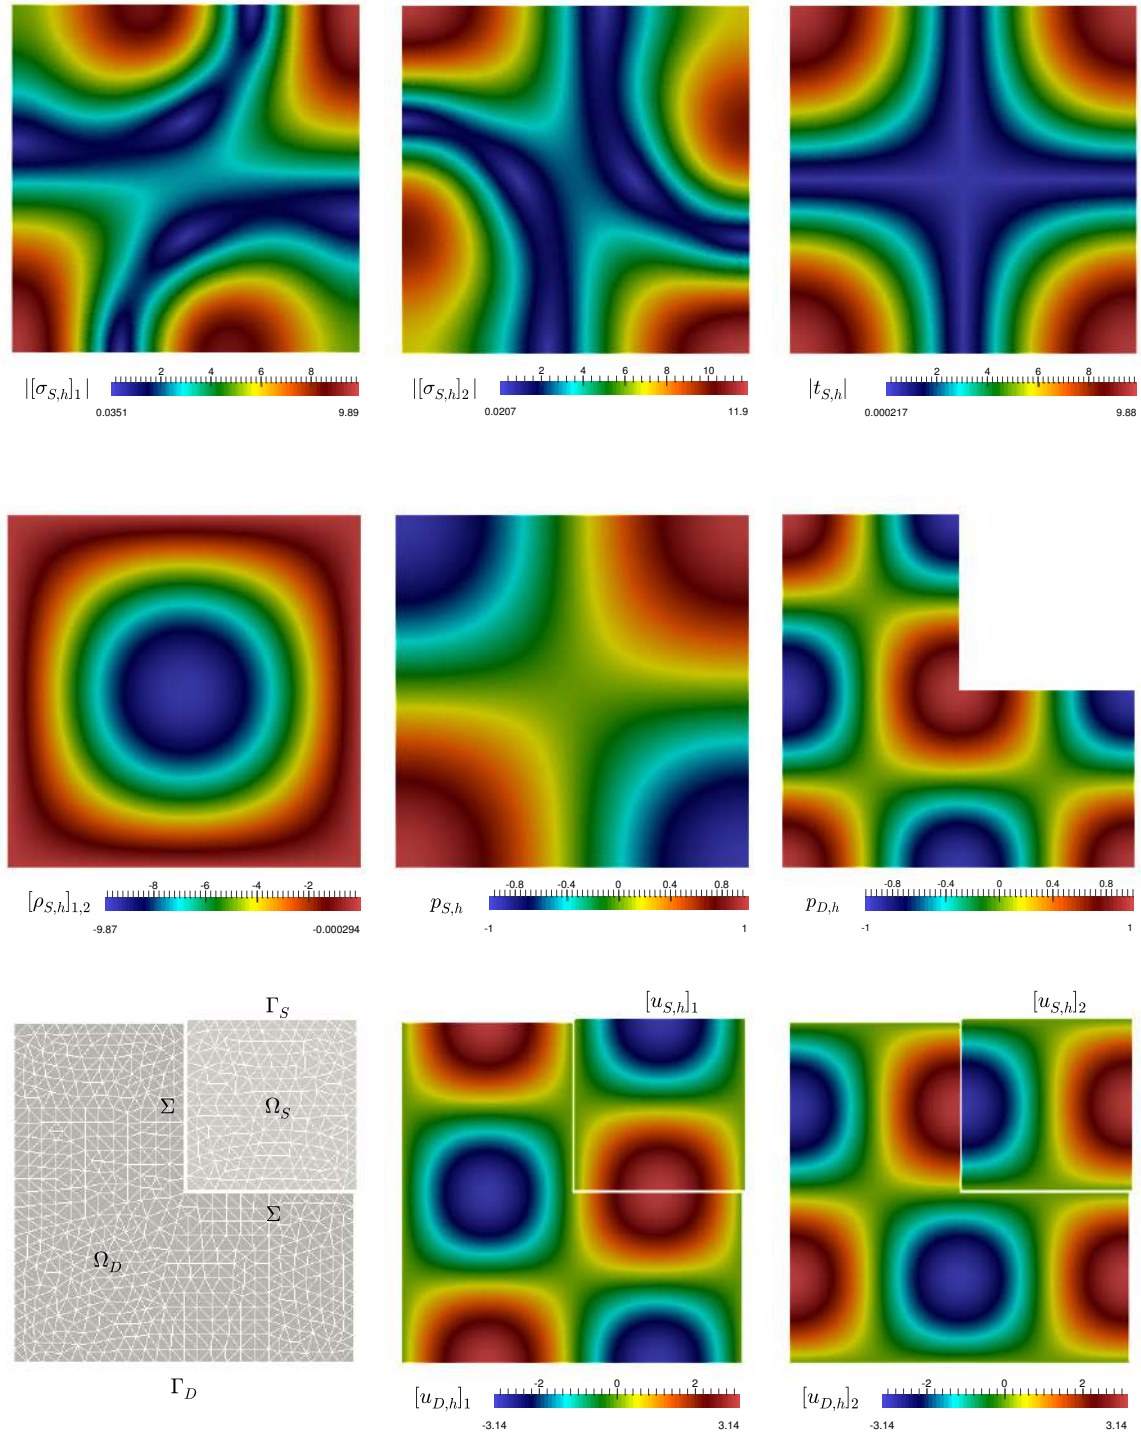 |[σ_{S,h}]_1| 2 4 6 8
0.0351 9.89
|[σ_{S,h}]_2| 2 4 6 8 10
0.0207 11.9
|t_{S,h}| 2 4 6 8
0.000217 9.88
[ρ_{S,h}]_{1,2} -8 -6 -4 -2
-9.87 -0.000294
p_{S,h} -0.8 -0.4 0 0.4 0.8
-1 1
p_{D,h} -0.8 -0.4 0 0.4 0.8
-1 1
Γ_S
Σ Ω_S
Σ
Ω_D
Γ_D
[u_{S,h}]_1
[u_{D,h}]_1 -2 0 2
-3.14 3.14
[u_{S,h}]_2
[u_{D,h}]_2 -2 0 2
-3.14 3.14